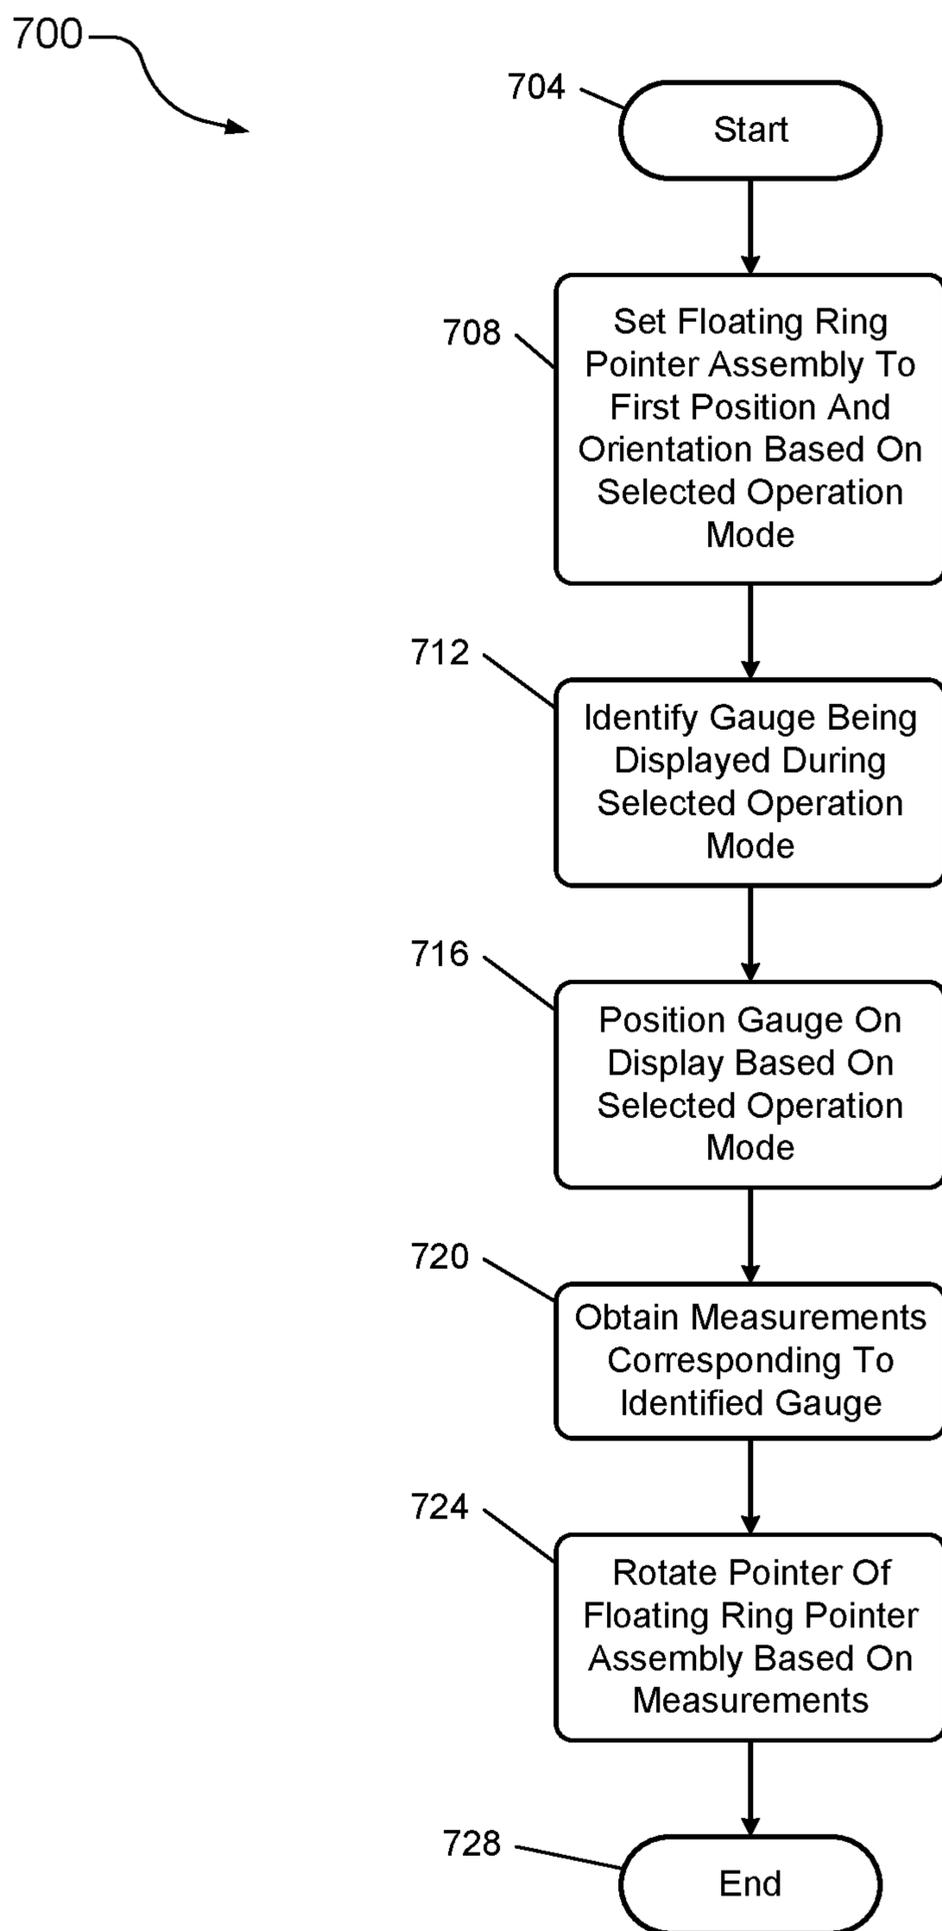 700
704
Start
708
Set Floating Ring
Pointer Assembly To
First Position And
Orientation Based On
Selected Operation
Mode
712
Identify Gauge Being
Displayed During
Selected Operation
Mode
716
Position Gauge On
Display Based On
Selected Operation
Mode
720
Obtain Measurements
Corresponding To
Identified Gauge
724
Rotate Pointer Of
Floating Ring Pointer
Assembly Based On
Measurements
728
End